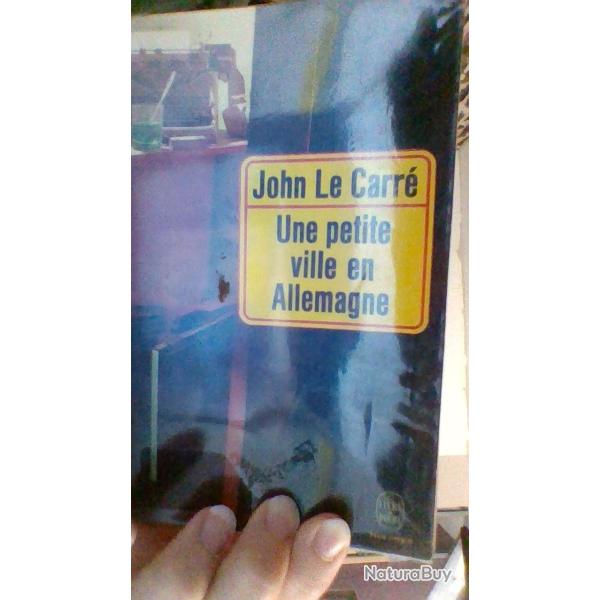 John Le Carré
Une petite
ville en
Allemagne
NaturaBuy